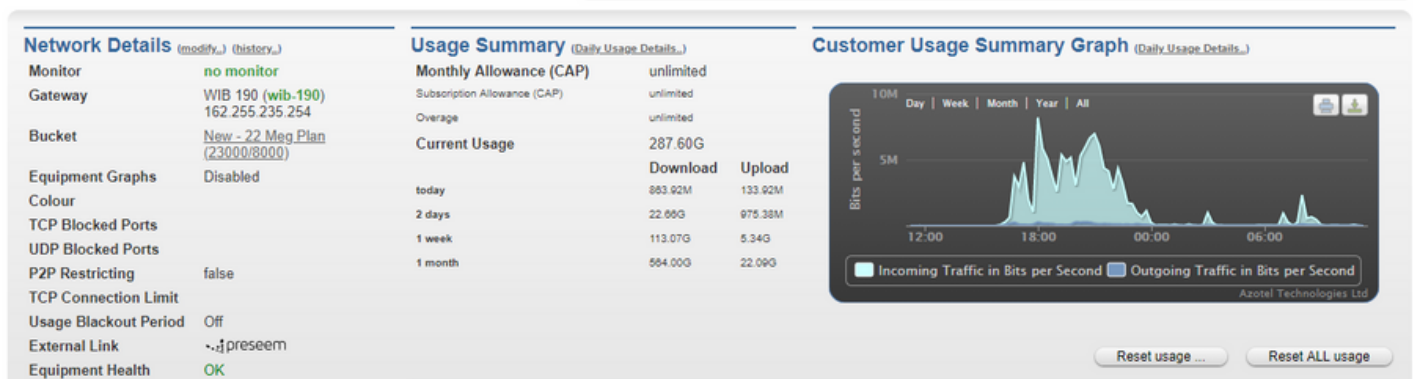 Network Details (modify..) (history..)
Monitor no monitor
Gateway WIB 190 (wib-190)
162.255.235.254
Bucket New - 22 Meg Plan
(23000/8000)
Equipment Graphs Disabled
Colour
TCP Blocked Ports
UDP Blocked Ports
P2P Restricting false
TCP Connection Limit
Usage Blackout Period Off
External Link preseem
Equipment Health OK
Usage Summary (Daily Usage Details..)
Monthly Allowance (CAP) unlimited
Subscription Allowance (CAP) unlimited
Overage unlimited
Current Usage 287.60G
Download Upload
today 863.92M 133.92M
2 days 22.66G 975.38M
1 week 113.07G 5.34G
1 month 564.00G 22.09G
Customer Usage Summary Graph (Daily Usage Details..)
10M
Day | Week | Month | Year | All
Bits per second
5M
12:00 18:00 00:00 06:00
Incoming Traffic in Bits per Second Outgoing Traffic in Bits per Second
Azotel Technologies Ltd
Reset usage ... Reset ALL usage